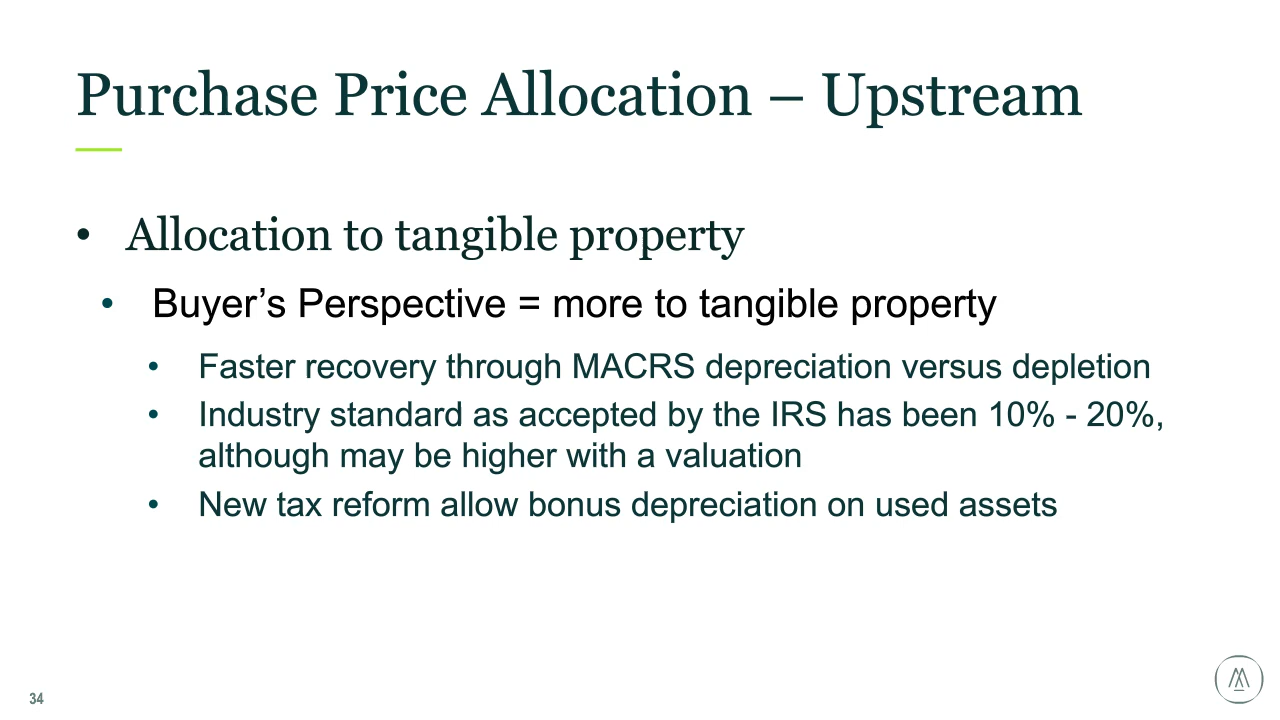 Purchase Price Allocation – Upstream
• Allocation to tangible property
• Buyer’s Perspective = more to tangible property
• Faster recovery through MACRS depreciation versus depletion
• Industry standard as accepted by the IRS has been 10% - 20%,
although may be higher with a valuation
• New tax reform allow bonus depreciation on used assets
34